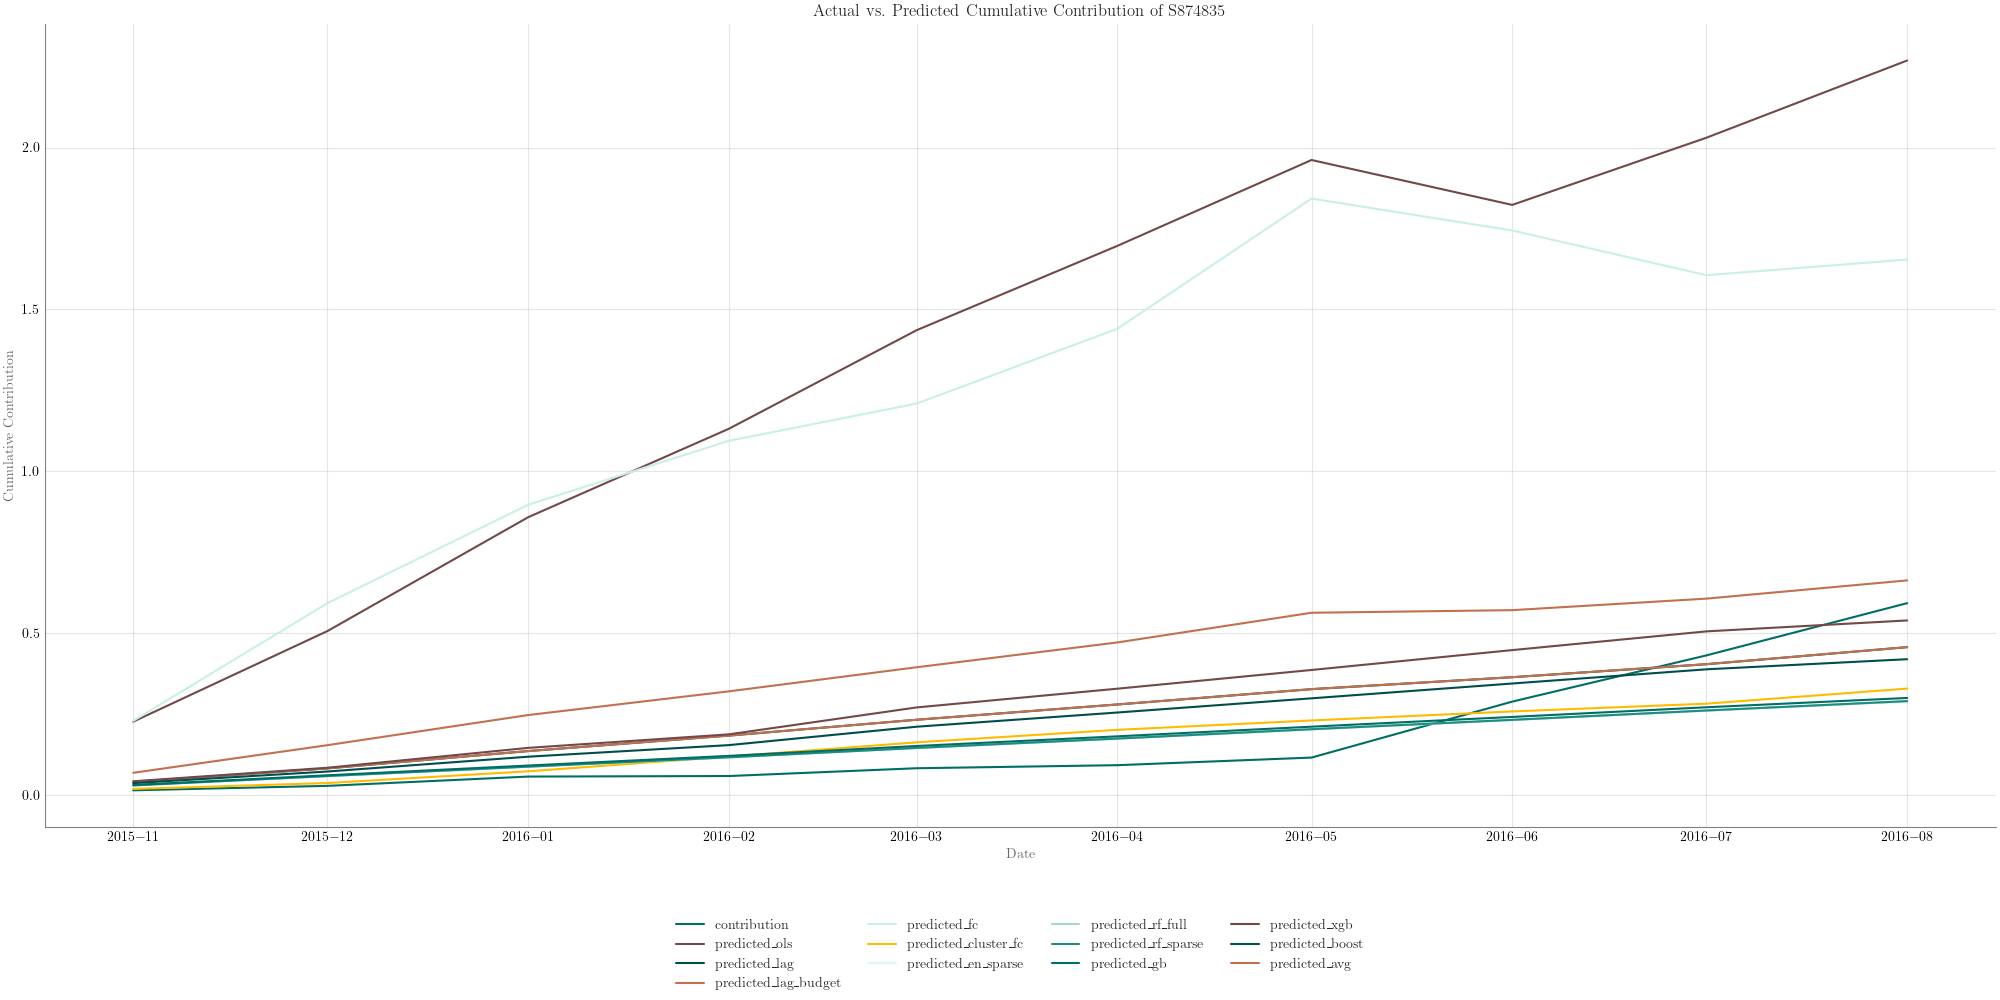 Actual vs. Predicted Cumulative Contribution of S874835
Cumulative Contribution
2.0
1.5
1.0
0.5
0.0
2015–11 2015–12 2016–01 2016–02 2016–03 2016–04 2016–05 2016–06 2016–07 2016–08
Date
contribution predicted_fc predicted_rf_full predicted_xgb
predicted_ols predicted_cluster_fc predicted_rf_sparse predicted_boost
predicted_lag predicted_en_sparse predicted_gb predicted_avg
predicted_lag_budget